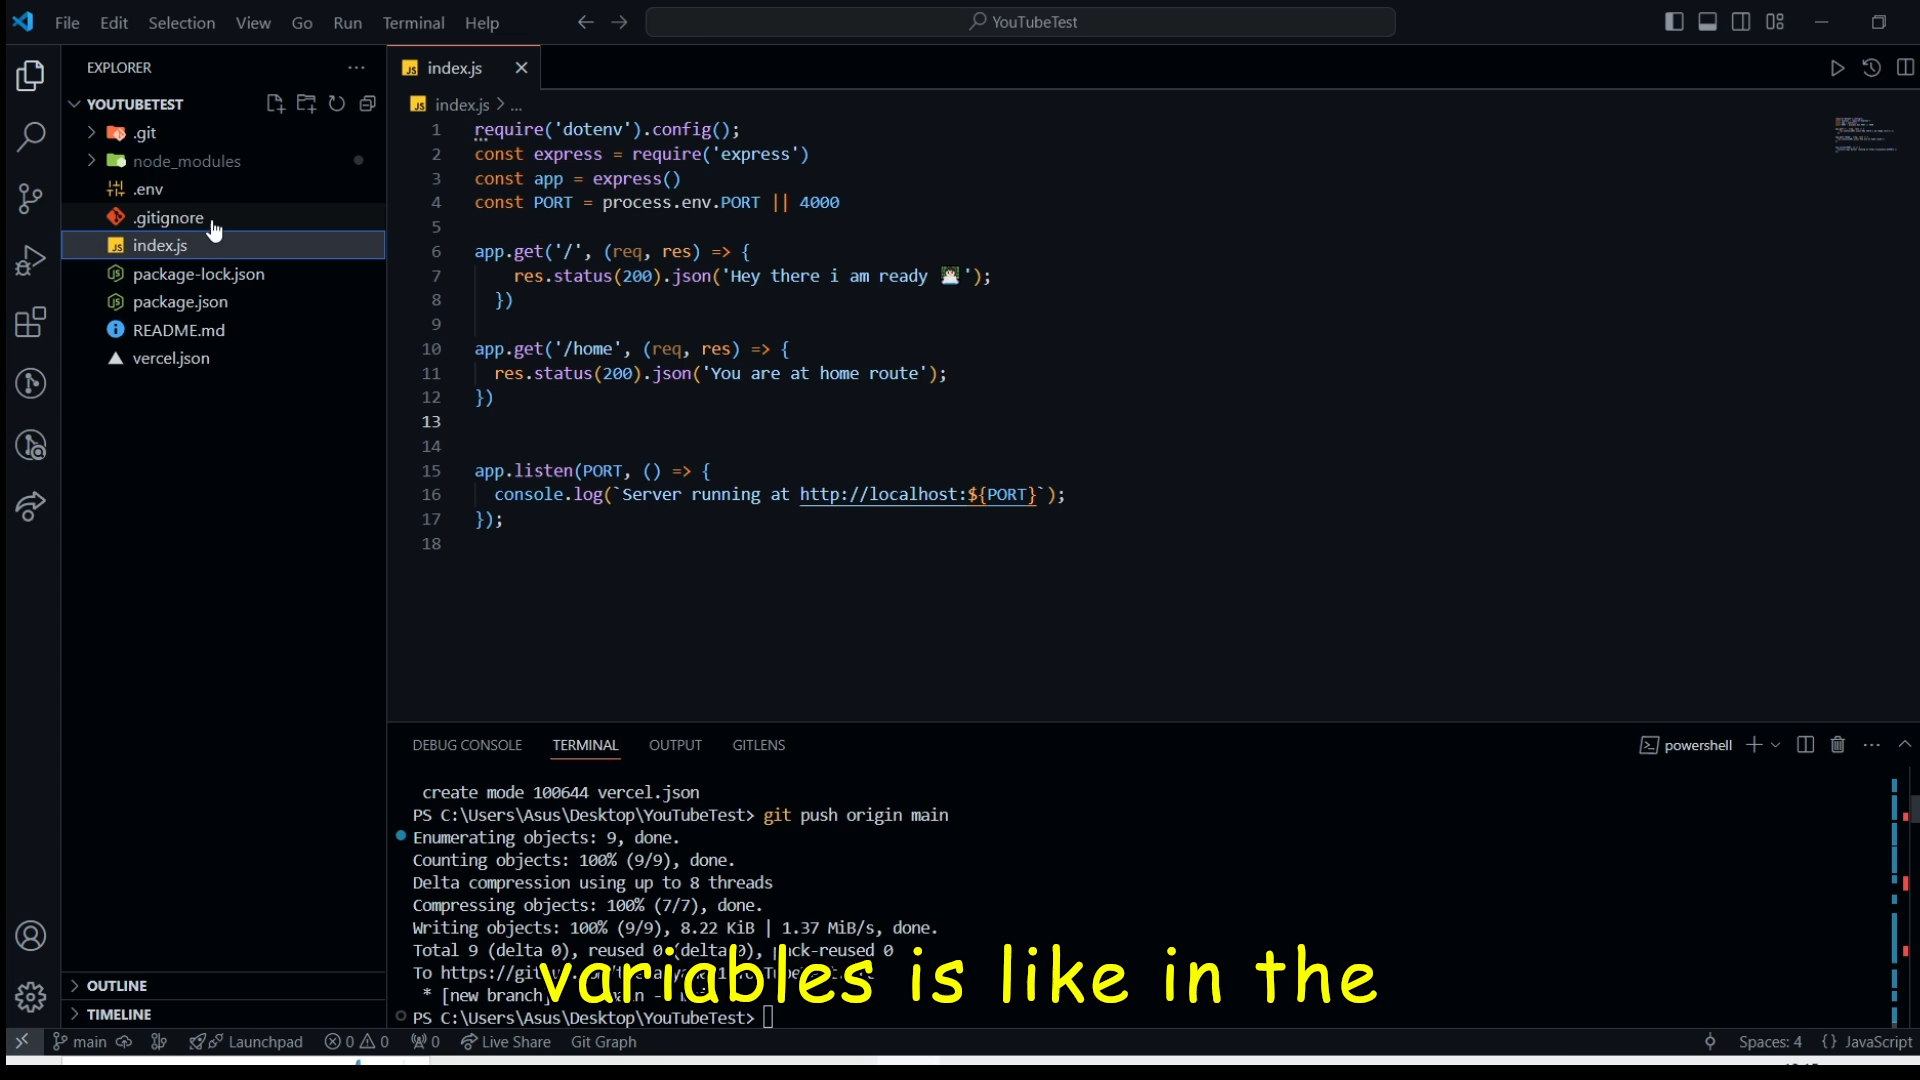 File Edit Selection View Go Run Terminal Help
YouTubeTest
EXPLORER
YOUTUBETEST
.git
node_modules
.env
.gitignore
index.js
package-lock.json
package.json
README.md
vercel.json
OUTLINE
TIMELINE
index.js
index.js > ...
1 require('dotenv').config();
2 const express = require('express')
3 const app = express()
4 const PORT = process.env.PORT || 4000
5
6 app.get('/', (req, res) => {
7 res.status(200).json('Hey there i am ready 👨🏻‍💻');
8 })
9
10 app.get('/home', (req, res) => {
11 res.status(200).json('You are at home route');
12 })
13
14
15 app.listen(PORT, () => {
16 console.log(`Server running at http://localhost:${PORT}`);
17 });
18
DEBUG CONSOLE TERMINAL OUTPUT GITLENS
powershell
create mode 100644 vercel.json
PS C:\Users\Asus\Desktop\YouTubeTest> git push origin main
Enumerating objects: 9, done.
Counting objects: 100% (9/9), done.
Delta compression using up to 8 threads
Compressing objects: 100% (7/7), done.
Writing objects: 100% (9/9), 8.22 KiB | 1.37 MiB/s, done.
Total 9 (delta 0), reused 0 (delta 0), pack-reused 0
To
* [new branch]
PS C:\Users\Asus\Desktop\YouTubeTest>
variables is like in the
main Launchpad 0 0 0 Live Share Git Graph
Spaces: 4 {} JavaScript